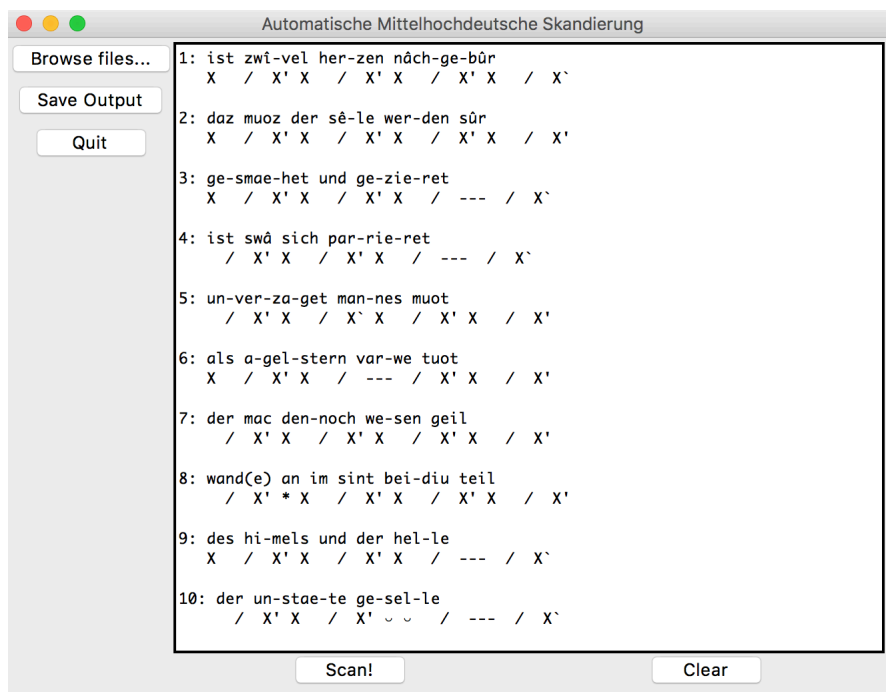 Automatische Mittelhochdeutsche Skandierung
Browse files...
Save Output
Quit
1: ist zwî-vel her-zen nâch-ge-bûr
X / X' X / X' X / X' X / X`
2: daz muoz der sê-le wer-den sûr
X / X' X / X' X / X' X / X'
3: ge-smae-het und ge-zie-ret
X / X' X / X' X / --- / X`
4: ist swâ sich par-rie-ret
/ X' X / X' X / --- / X`
5: un-ver-za-get man-nes muot
/ X' X / X` X / X' X / X'
6: als a-gel-stern var-we tuot
X / X' X / --- / X' X / X'
7: der mac den-noch we-sen geil
/ X' X / X' X / X' X / X'
8: wand(e) an im sint bei-diu teil
/ X' * X / X' X / X' X / X'
9: des hi-mels und der hel-le
X / X' X / X' X / --- / X`
10: der un-stae-te ge-sel-le
/ X' X / X' ⏑ ⏑ / --- / X`
Scan!
Clear